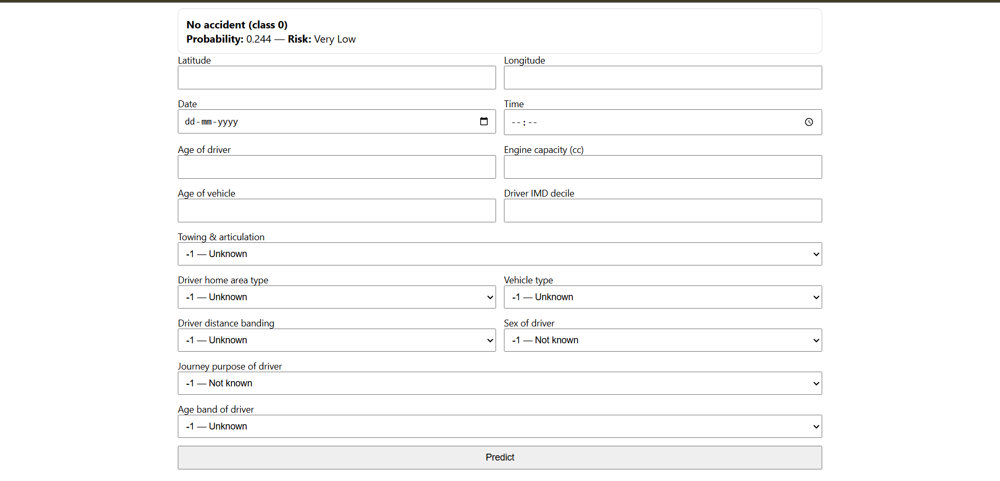 No accident (class 0)
Probability: 0.244 — Risk: Very Low
Latitude Longitude
Date Time
dd-mm-yyyy --:--
Age of driver Engine capacity (cc)
Age of vehicle Driver IMD decile
Towing & articulation
-1 — Unknown
Driver home area type Vehicle type
-1 — Unknown -1 — Unknown
Driver distance banding Sex of driver
-1 — Unknown -1 — Not known
Journey purpose of driver
-1 — Not known
Age band of driver
-1 — Unknown
Predict